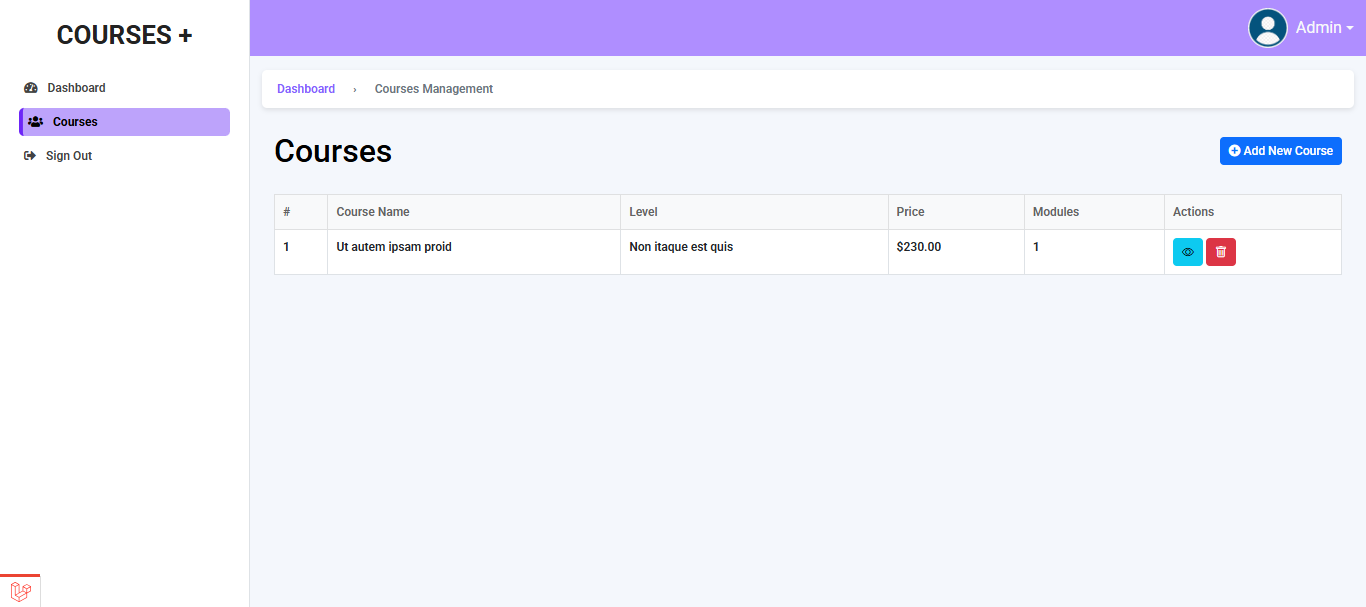 COURSES +
Dashboard
Courses
Sign Out
Admin
Dashboard › Courses Management
Courses
Add New Course
# Course Name Level Price Modules Actions
1 Ut autem ipsam proid Non itaque est quis $230.00 1